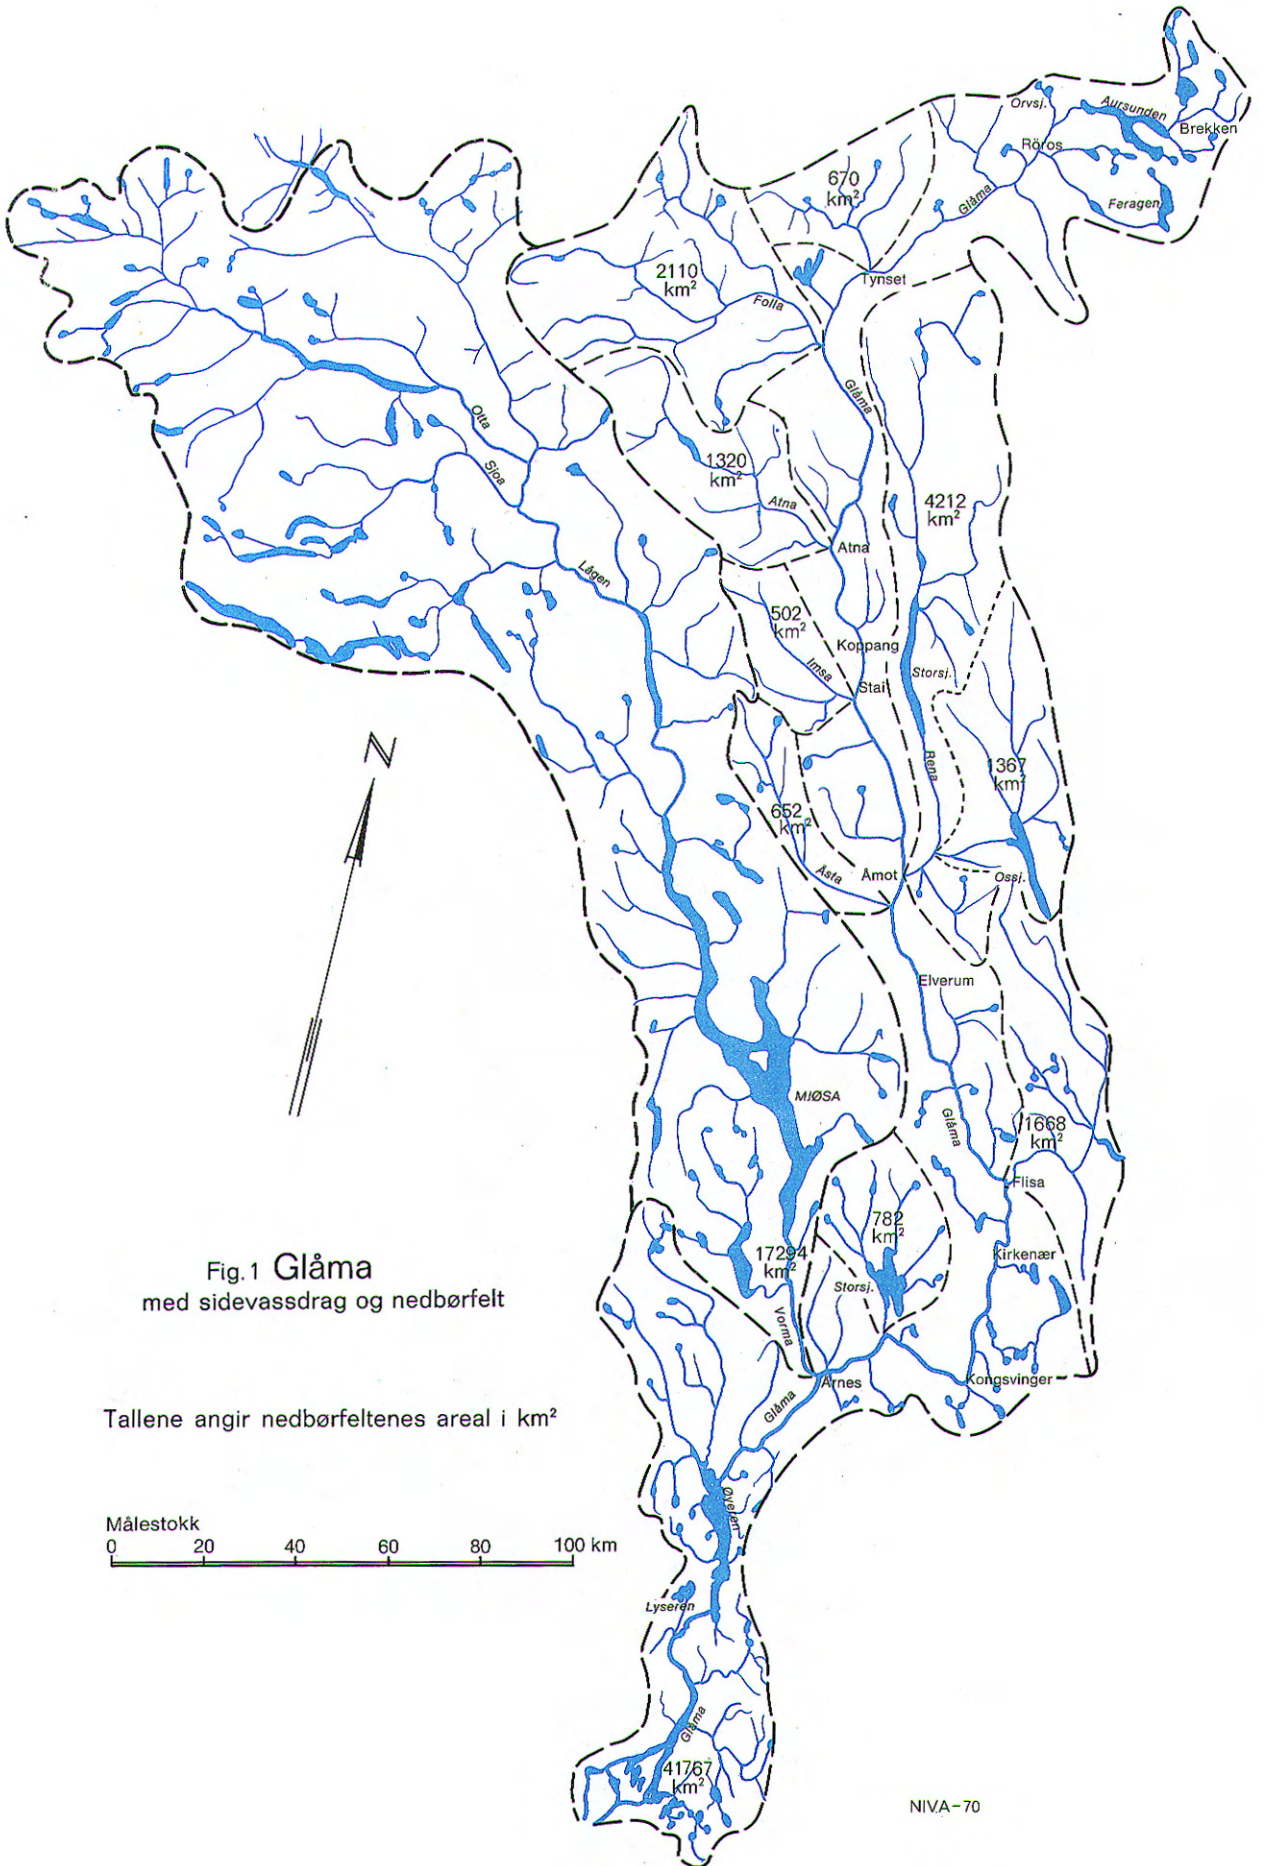 Orvsj.
Aursunden
Brekken
Röros
670
km²
Glåma
Feragen
2110
km²
Folla
Tynset
Glåma
Otta
Sjoa
1320
km²
Atna
4212
km²
Atna
Lågen
502
km²
Imsa
Koppang
Stai
Storsj.
Rena
1367
km²
652
km²
Åsta
Åmot
Ossj.
Elverum
MJØSA
Glåma
1668
km²
Flisa
782
km²
Kirkenær
17294
km²
Storsj.
Vorma
Årnes
Kongsvinger
Glåma
Øyeren
Lyseren
Glåma
41767
km²
N
Fig.1 Glåma
med sidevassdrag og nedbørfelt
Tallene angir nedbørfeltenes areal i km²
Målestokk
0 20 40 60 80 100 km
NIVA-70